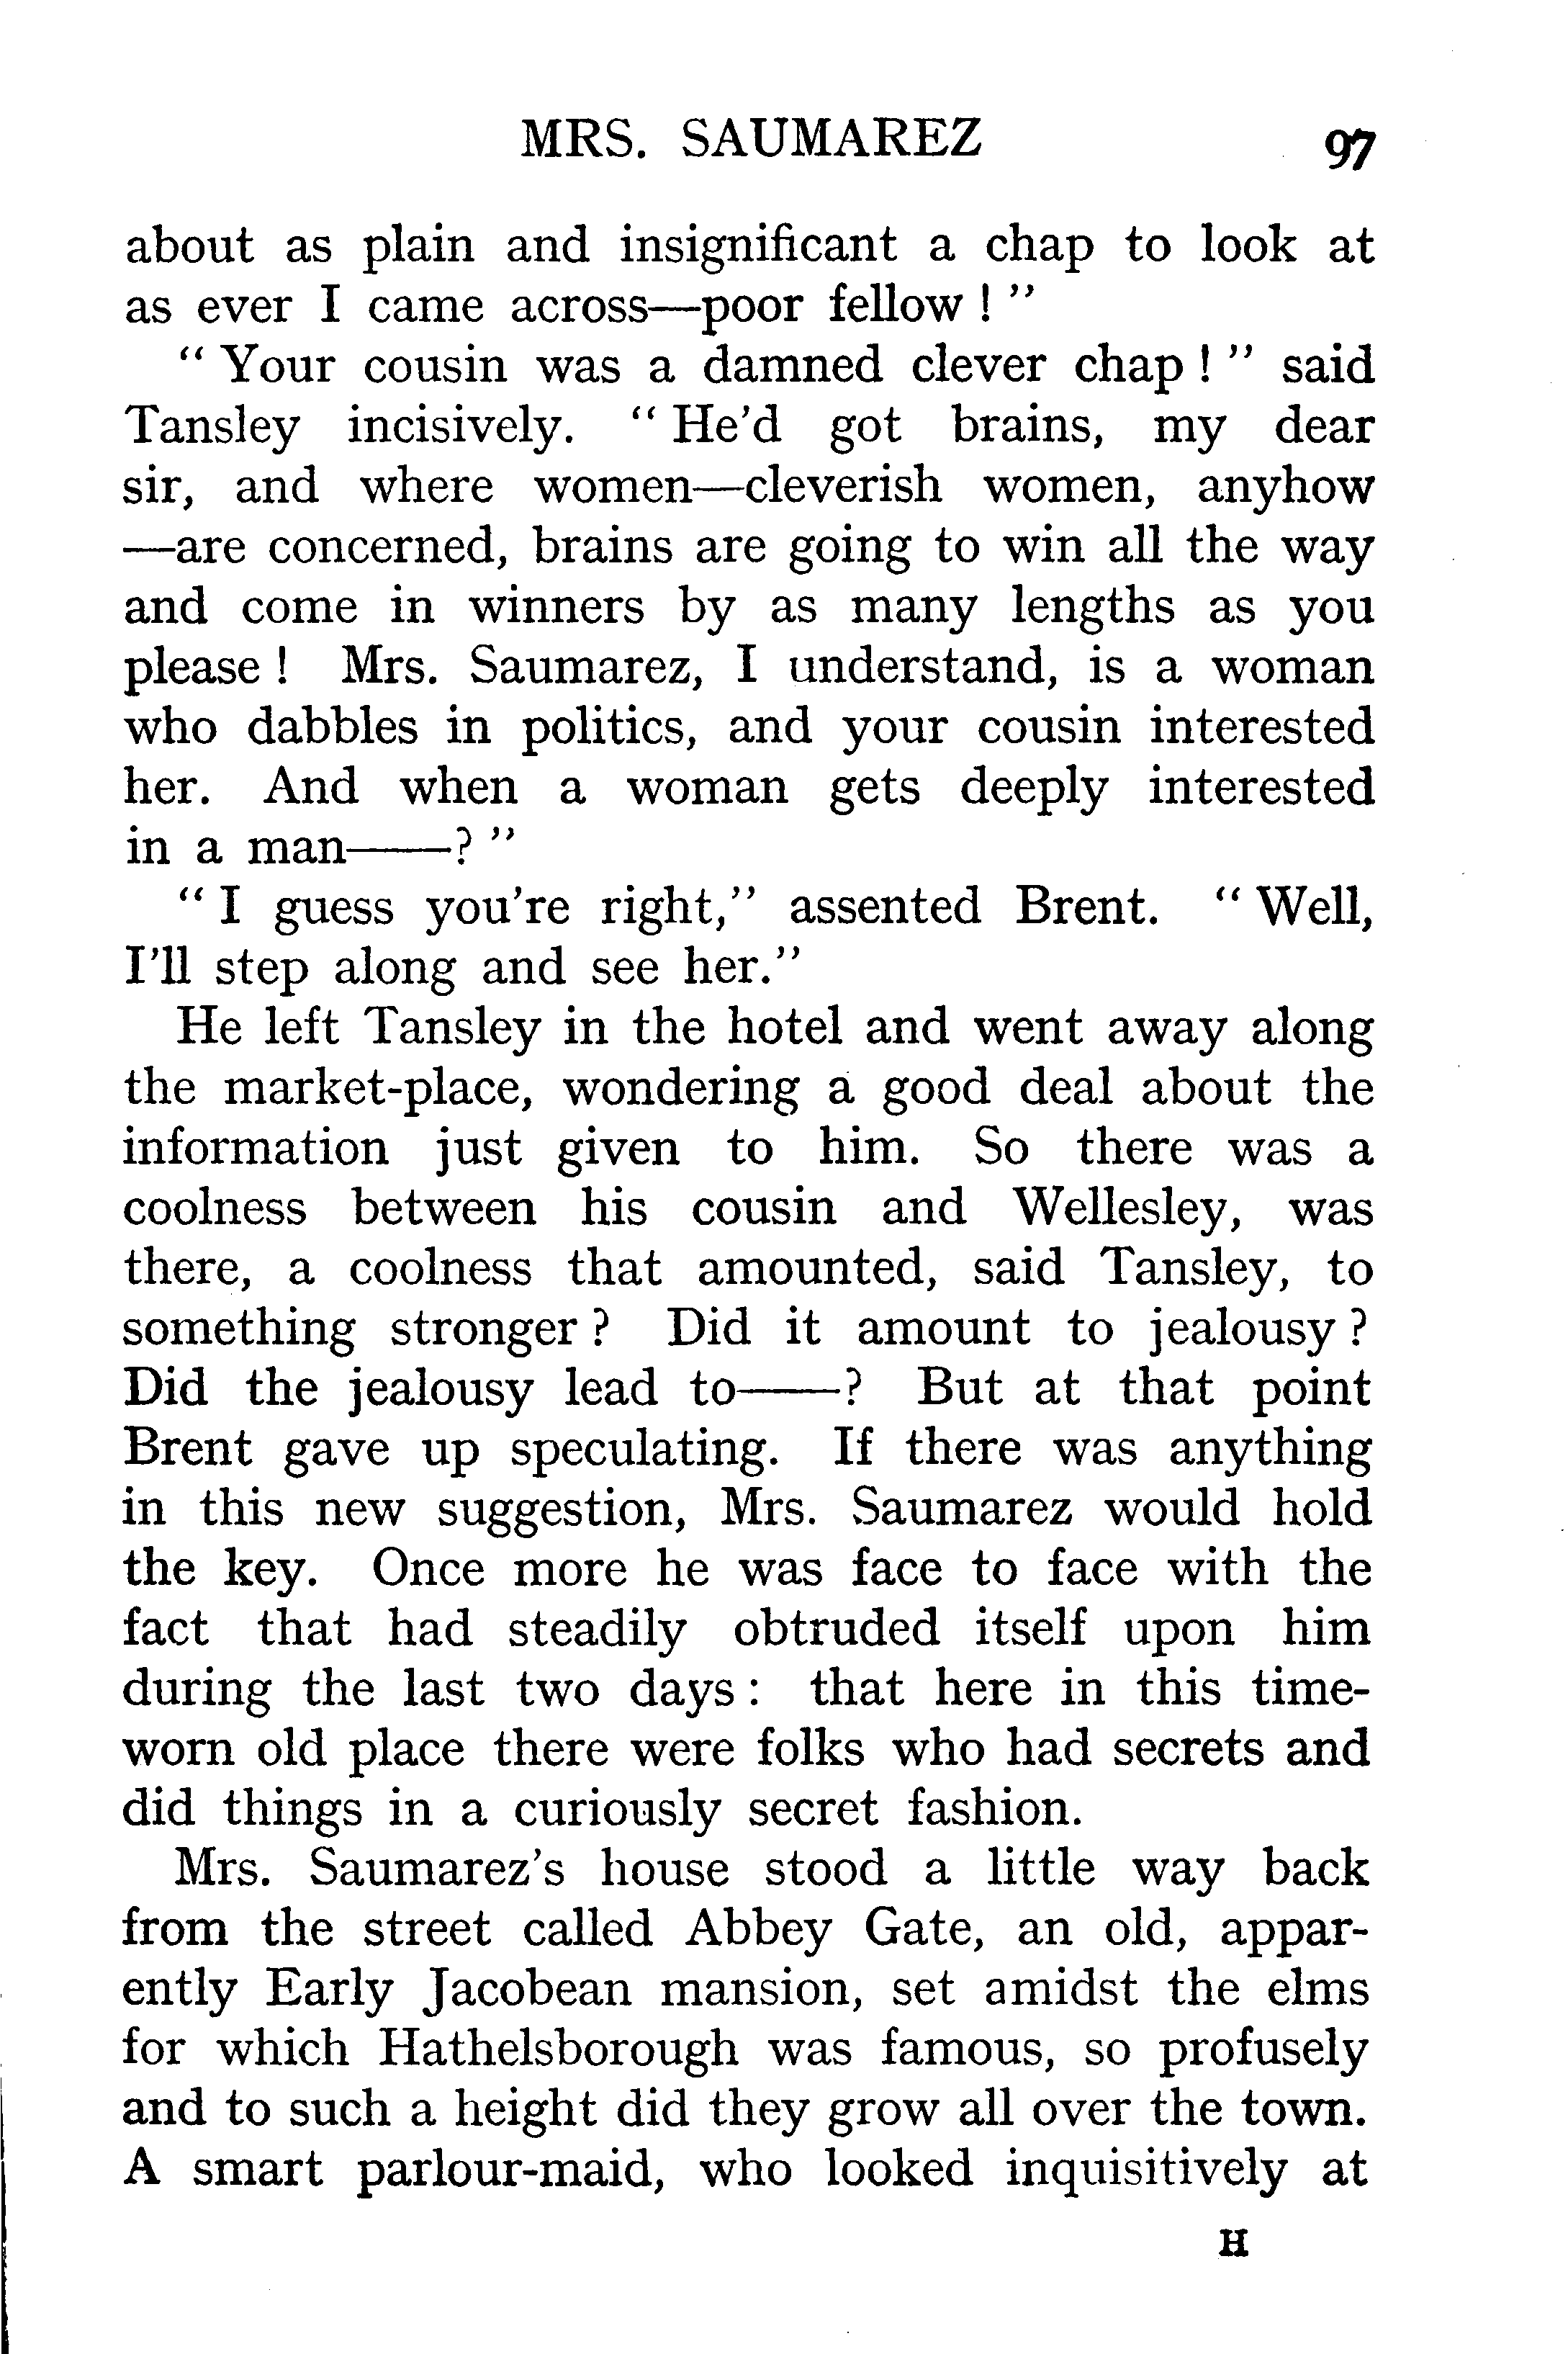 MRS. SAUMAREZ 97
about as plain and insignificant a chap to look at
as ever I came across—poor fellow ! ”
“ Your cousin was a damned clever chap ! ” said
Tansley incisively. “ He’d got brains, my dear
sir, and where women—cleverish women, anyhow
—are concerned, brains are going to win all the way
and come in winners by as many lengths as you
please ! Mrs. Saumarez, I understand, is a woman
who dabbles in politics, and your cousin interested
her. And when a woman gets deeply interested
in a man——? ”
“ I guess you’re right,” assented Brent. “ Well,
I’ll step along and see her.”
He left Tansley in the hotel and went away along
the market-place, wondering a good deal about the
information just given to him. So there was a
coolness between his cousin and Wellesley, was
there, a coolness that amounted, said Tansley, to
something stronger ? Did it amount to jealousy ?
Did the jealousy lead to——? But at that point
Brent gave up speculating. If there was anything
in this new suggestion, Mrs. Saumarez would hold
the key. Once more he was face to face with the
fact that had steadily obtruded itself upon him
during the last two days : that here in this time-
worn old place there were folks who had secrets and
did things in a curiously secret fashion.
Mrs. Saumarez’s house stood a little way back
from the street called Abbey Gate, an old, appar-
ently Early Jacobean mansion, set amidst the elms
for which Hathelsborough was famous, so profusely
and to such a height did they grow all over the town.
A smart parlour-maid, who looked inquisitively at
H